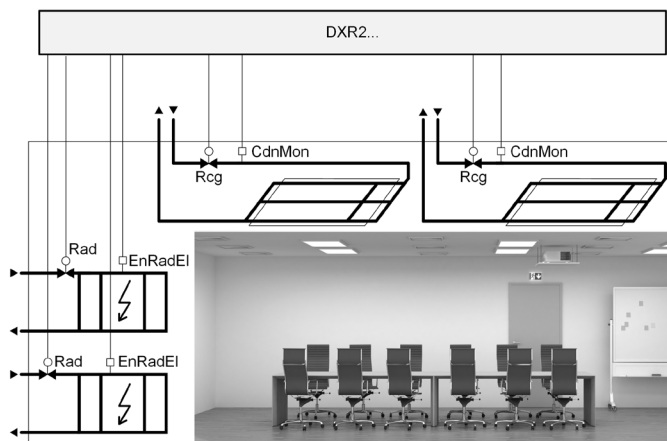 DXR2...
CdnMon
CdnMon
Rcg
Rcg
Rad
EnRadEl
Rad
EnRadEl